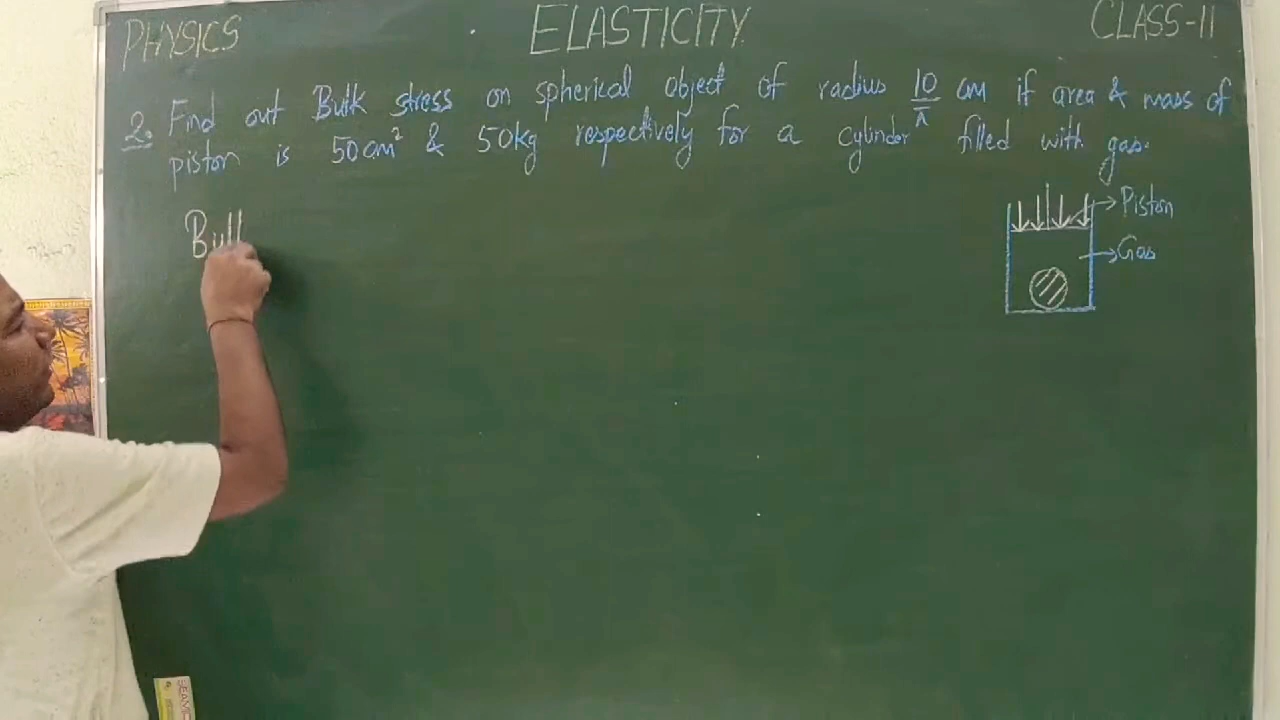 PHYSICS ELASTICITY CLASS-11
2. Find out Bulk stress on spherical object of radius 10/π cm if area & mass of
piston is 50cm² & 50kg respectively for a cylinder filled with gas.
Bul
Piston
Gas